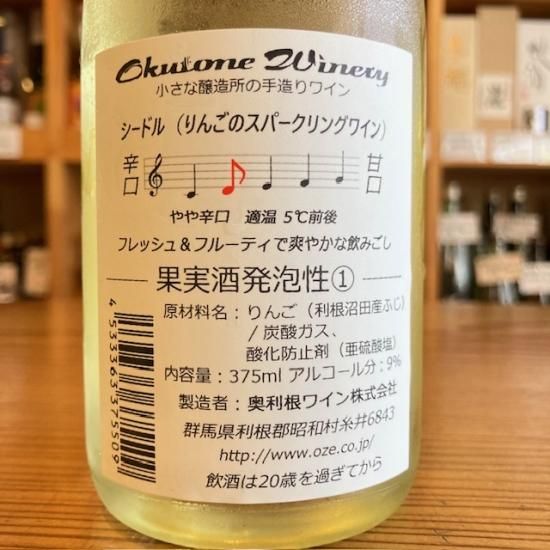 Okutone Winery
小さな醸造所の手造りワイン
シードル（りんごのスパークリングワイン）
辛口 甘口
やや辛口 適温 5℃前後
フレッシュ＆フルーティで爽やかな飲みごし
果実酒発泡性①
原材料名：りんご（利根沼田産ふじ）
/ 炭酸ガス、
酸化防止剤（亜硫酸塩）
内容量：375ml アルコール分：9%
製造者：奥利根ワイン株式会社
群馬県利根郡昭和村糸井6843
http://www.oze.co.jp/
飲酒は20歳を過ぎてから
4533363375509